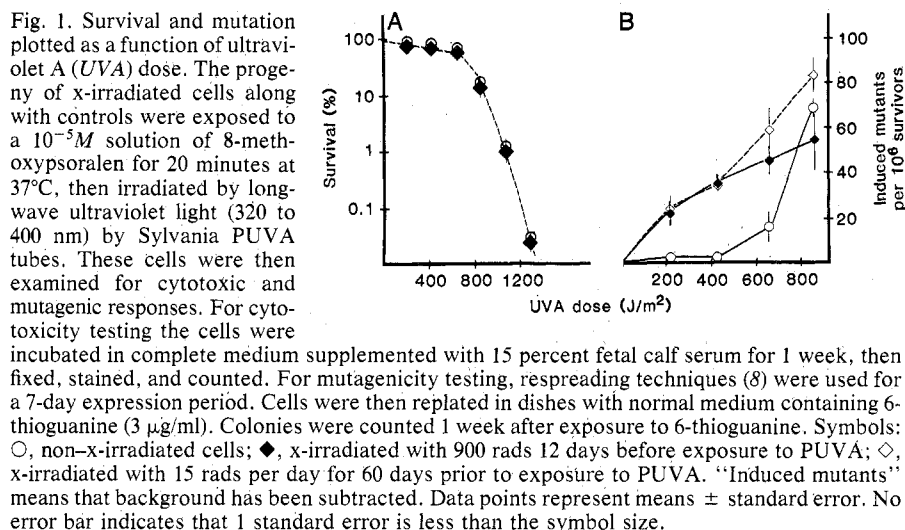 Fig. 1. Survival and mutation
plotted as a function of ultravi-
olet A (UVA) dose. The proge-
ny of x-irradiated cells along
with controls were exposed to
a 10⁻⁵M solution of 8-meth-
oxypsoralen for 20 minutes at
37°C, then irradiated by long-
wave ultraviolet light (320 to
400 nm) by Sylvania PUVA
tubes. These cells were then
examined for cytotoxic and
mutagenic responses. For cyto-
toxicity testing the cells were
A
Survival (%)
100
10
1
0.1
400 800 1200
B
100
80
60
40
20
Induced mutants
per 10⁶ survivors
200 400 600 800
UVA dose (J/m²)
incubated in complete medium supplemented with 15 percent fetal calf serum for 1 week, then
fixed, stained, and counted. For mutagenicity testing, respreading techniques (8) were used for
a 7-day expression period. Cells were then replated in dishes with normal medium containing 6-
thioguanine (3 μg/ml). Colonies were counted 1 week after exposure to 6-thioguanine. Symbols:
○, non–x-irradiated cells; ◆, x-irradiated with 900 rads 12 days before exposure to PUVA; ◇,
x-irradiated with 15 rads per day for 60 days prior to exposure to PUVA. “Induced mutants”
means that background has been subtracted. Data points represent means ± standard error. No
error bar indicates that 1 standard error is less than the symbol size.